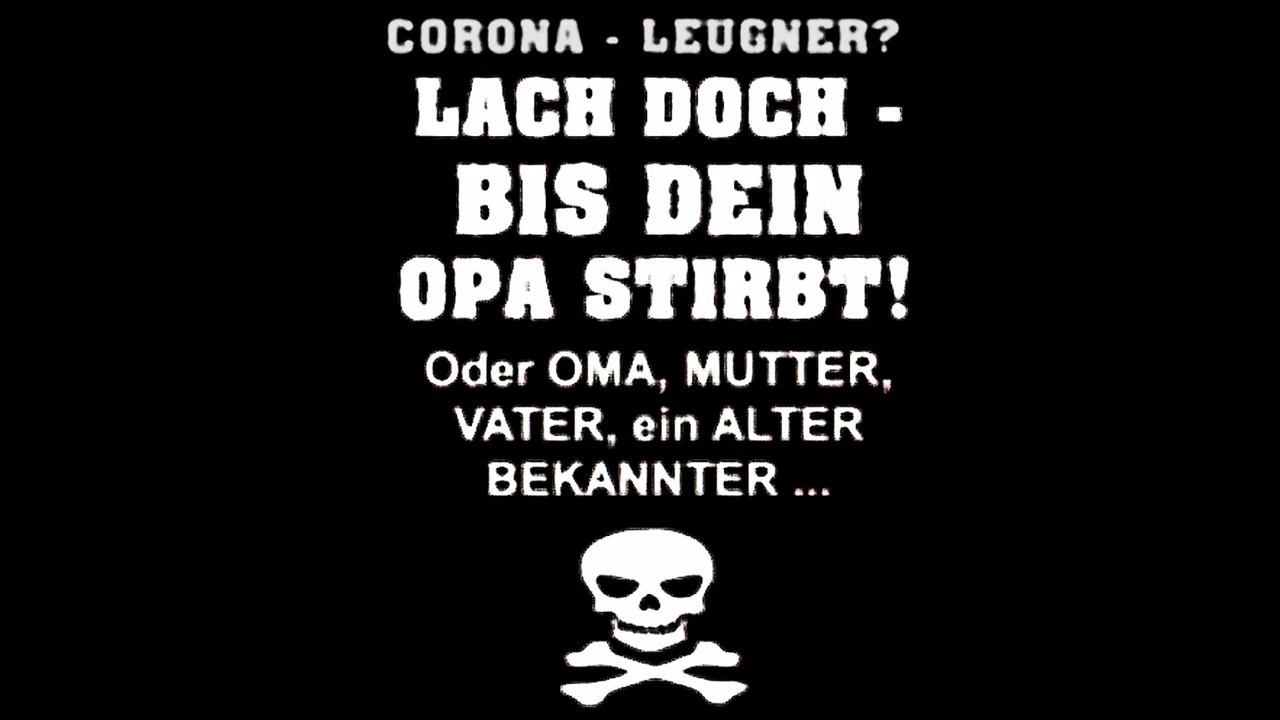 CORONA - LEUGNER?
LACH DOCH -
BIS DEIN
OPA STIRBT!
Oder OMA, MUTTER,
VATER, ein ALTER
BEKANNTER ...